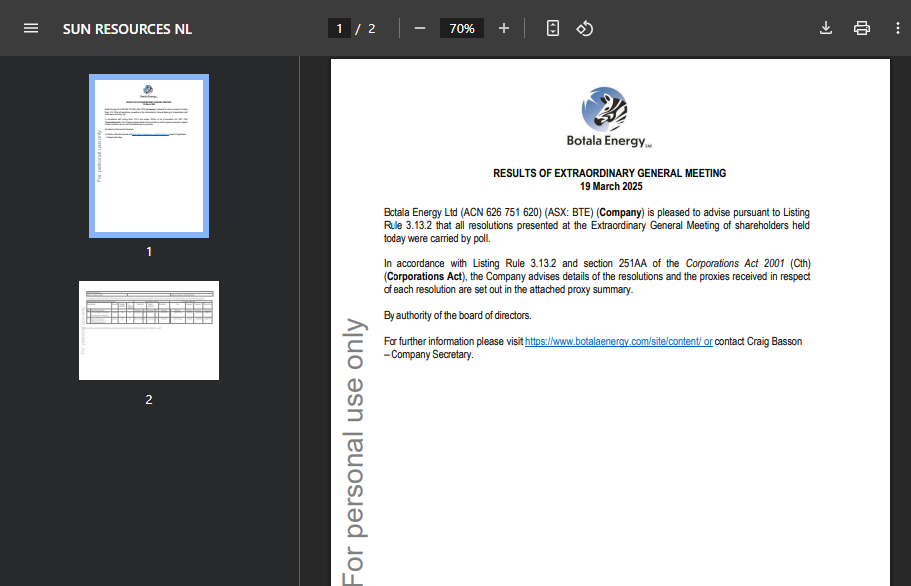 SUN RESOURCES NL
1 / 2
70%
1
2
For personal use only
Botala Energy Ltd
RESULTS OF EXTRAORDINARY GENERAL MEETING
19 March 2025
Botala Energy Ltd (ACN 626 751 620) (ASX: BTE) (Company) is pleased to advise pursuant to Listing
Rule 3.13.2 that all resolutions presented at the Extraordinary General Meeting of shareholders held
today were carried by poll.
In accordance with Listing Rule 3.13.2 and section 251AA of the Corporations Act 2001 (Cth)
(Corporations Act), the Company advises details of the resolutions and the proxies received in respect
of each resolution are set out in the attached proxy summary.
By authority of the board of directors.
For further information please visit https://www.botalaenergy.com/site/content/ or contact Craig Basson
– Company Secretary.
For personal use only